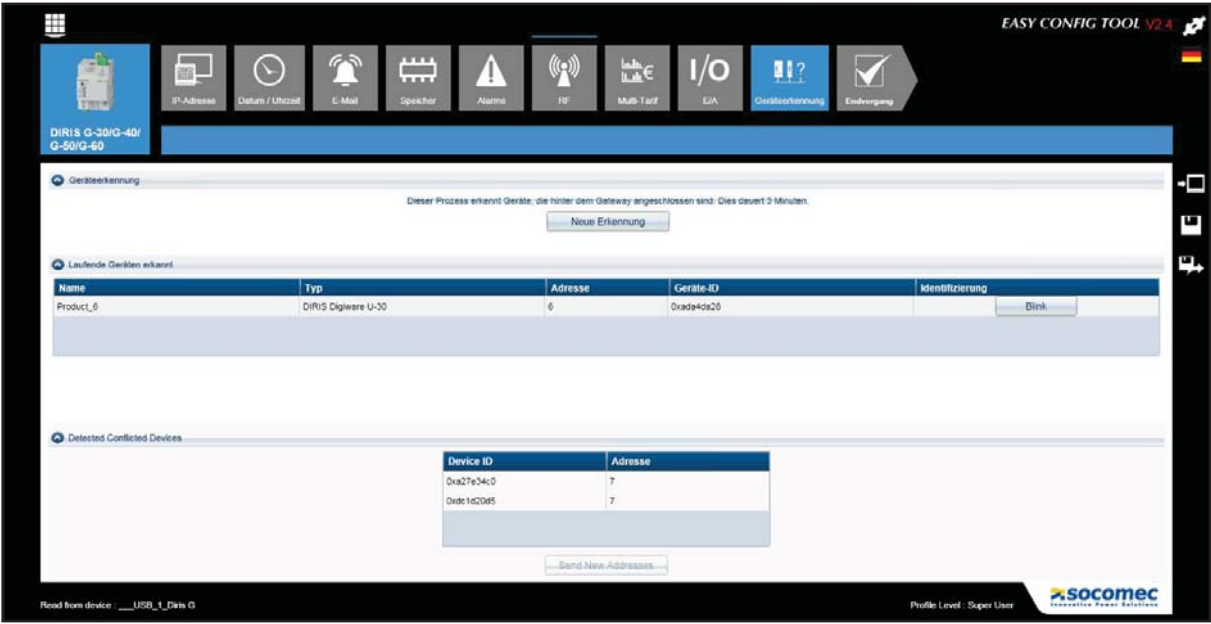 EASY CONFIG TOOL V2.4
IP-Adresse
Datum / Uhrzeit
E-Mail
Speicher
Alarme
RF
Multi-Tarif
I/O
E/A
Geräteerkennung
Endvorgang
DIRIS G-30/G-40/
G-50/G-60
Geräteerkennung
Dieser Prozess erkennt Geräte, die hinter dem Gateway angeschlossen sind. Dies dauert 3 Minuten.
Neue Erkennung
Laufende Geräten erkannt
Name Typ Adresse Geräte-ID Identifizierung
Product_6 DIRIS Digiware U-30 6 0xada4da26 Blink
Detected Conflicted Devices
Device ID Adresse
0xa27e34c0 7
0xdc1d20d5 7
Send New Addresses
Read from device : ___USB_1_Diris G
Profile Level : Super User
socomec
Innovative Power Solutions